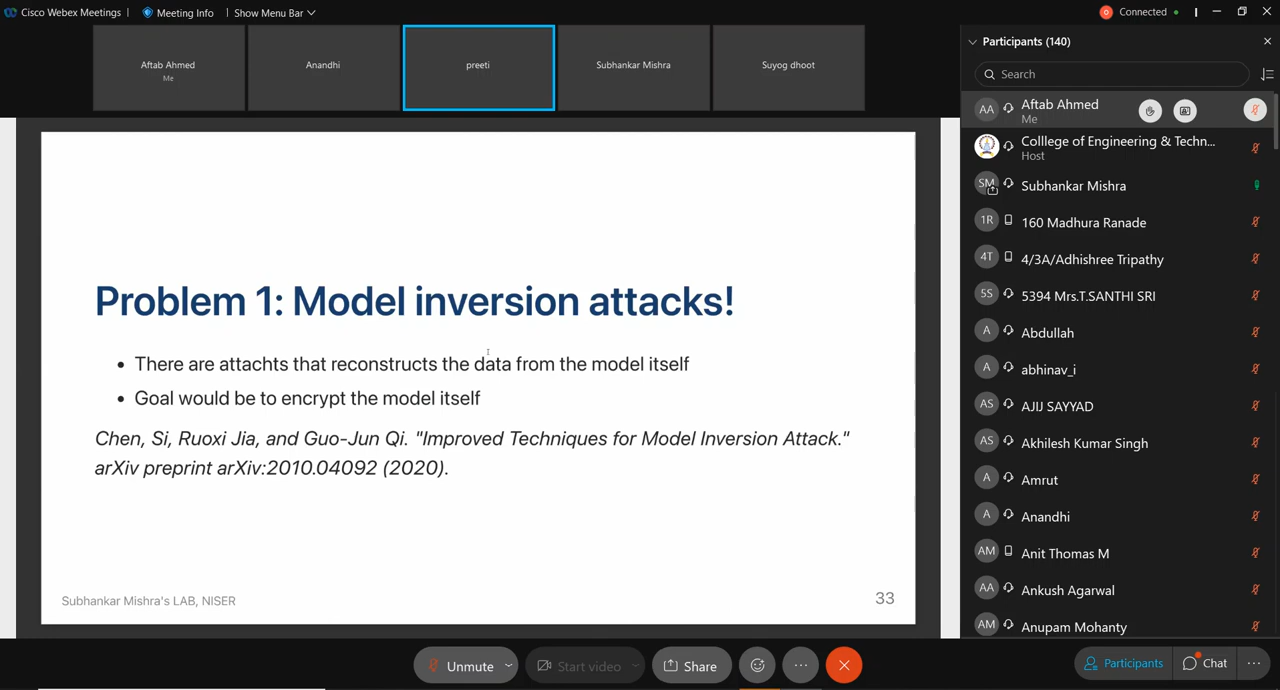 Cisco Webex Meetings
Meeting Info
Show Menu Bar
Connected
Aftab Ahmed
Me
Anandhi
preeti
Subhankar Mishra
Suyog dhoot
Problem 1: Model inversion attacks!
• There are attachts that reconstructs the data from the model itself
• Goal would be to encrypt the model itself
Chen, Si, Ruoxi Jia, and Guo-Jun Qi. "Improved Techniques for Model Inversion Attack."
arXiv preprint arXiv:2010.04092 (2020).
Subhankar Mishra's LAB, NISER
33
Participants (140)
Search
AA Aftab Ahmed
Me
Colllege of Engineering & Techn...
Host
SM Subhankar Mishra
1R 160 Madhura Ranade
4T 4/3A/Adhishree Tripathy
5S 5394 Mrs.T.SANTHI SRI
A Abdullah
A abhinav_i
AS AJIJ SAYYAD
AS Akhilesh Kumar Singh
A Amrut
A Anandhi
AM Anit Thomas M
AA Ankush Agarwal
AM Anupam Mohanty
Unmute
Start video
Share
Participants
Chat